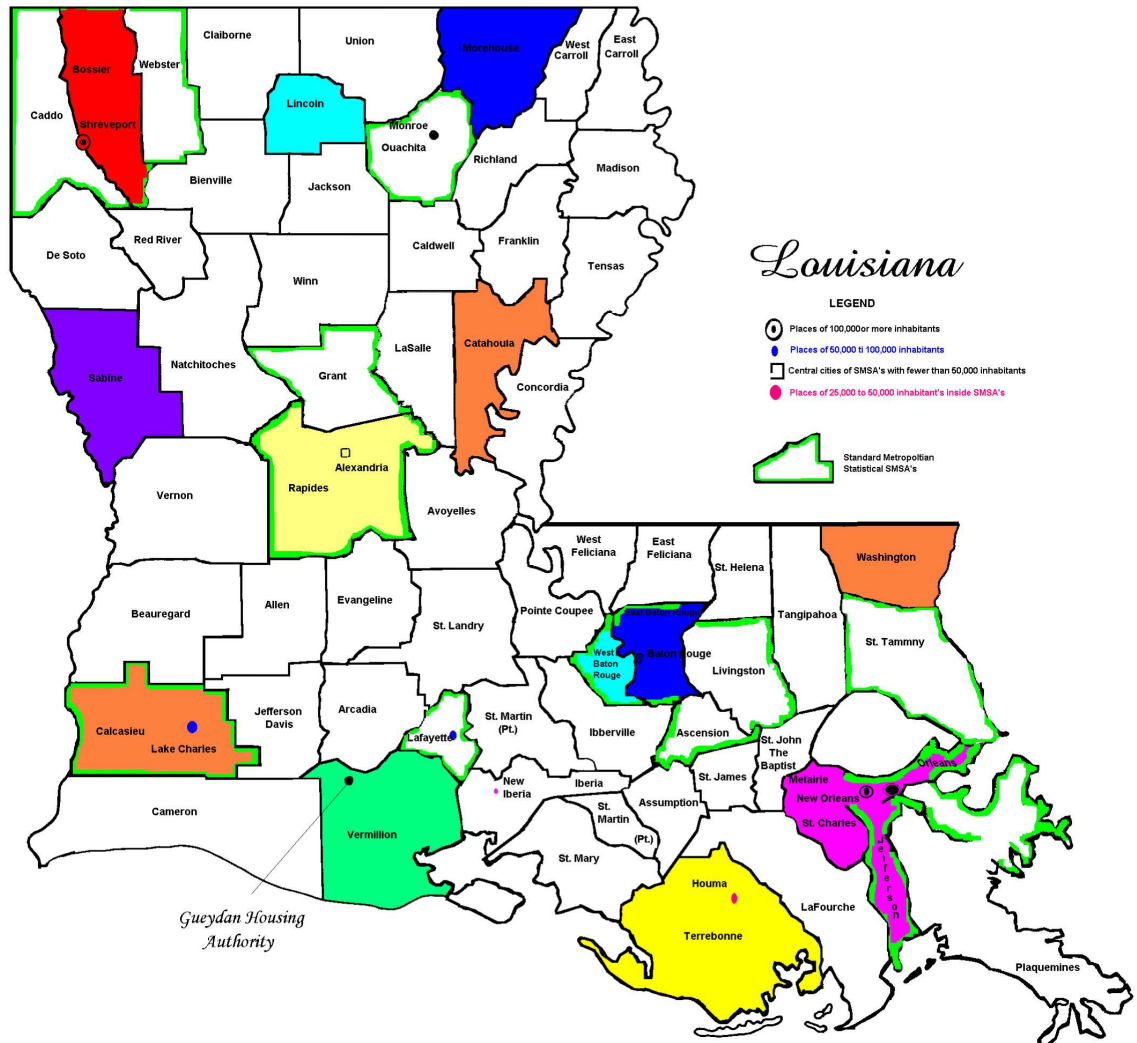 Claiborne
Union
Morehouse
West
Carroll
East
Carroll
Bossier
Webster
Caddo
Shreveport
Lincoln
Monroe
Ouachita
Richland
Madison
Bienville
Jackson
De Soto
Red River
Caldwell
Franklin
Tensas
Winn
Louisiana
LEGEND
Places of 100,000or more inhabitants
Places of 50,000 ti 100,000 inhabitants
Central cities of SMSA's with fewer than 50,000 inhabitants
Places of 25,000 to 50,000 inhabitant's inside SMSA's
Standard Metropoltian
Statistical SMSA's
Sabine
Natchitoches
Grant
LaSalle
Catahoula
Concordia
Alexandria
Rapides
Vernon
Avoyelles
West
Feliciana
East
Feliciana
St. Helena
Washington
Beauregard
Allen
Evangeline
St. Landry
Pointe Coupee
Tangipahoa
St. Tammny
East Baton Rouge
West
Baton
Rouge
Baton Rouge
Livingston
Calcasieu
Lake Charles
Jefferson
Davis
Arcadia
Lafayette
St. Martin
(Pt.)
Ibberville
Ascension
St. John
The
Baptist
Cameron
Vermillion
New
Iberia
Iberia
St. James
Assumption
St.
Martin
(Pt.)
St. Mary
Metairie
Orleans
New Orleans
St. Charles
Jefferson
Gueydan Housing
Authority
Houma
Terrebonne
LaFourche
Plaquemines